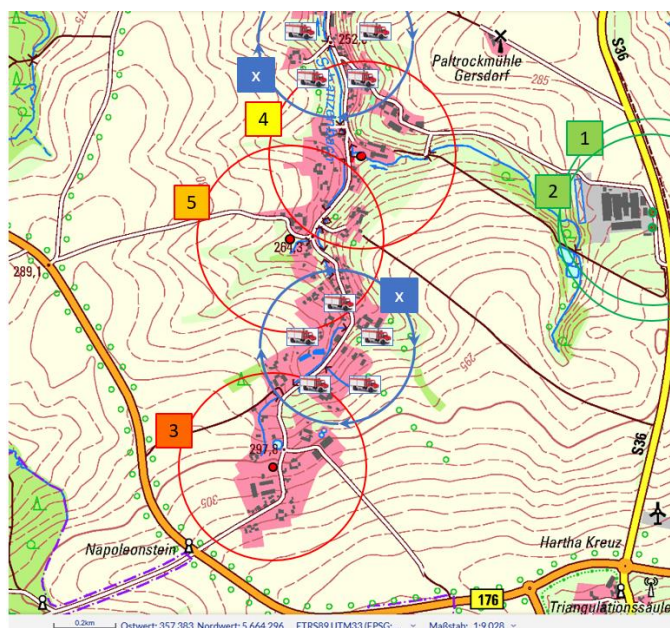 252,6
S36
Paltrockmühle
Gersdorf
285
X
4
1
5
2
264,3
289,1
X
295
3
297,8
S36
305
Napoleonstein
Hartha Kreuz
176
Triangulationssäule
0.2km Ostwert: 357.383 Nordwert: 5.664.296 ETRS89 UTM33 (EPSG: Maßstab: 1:9.028